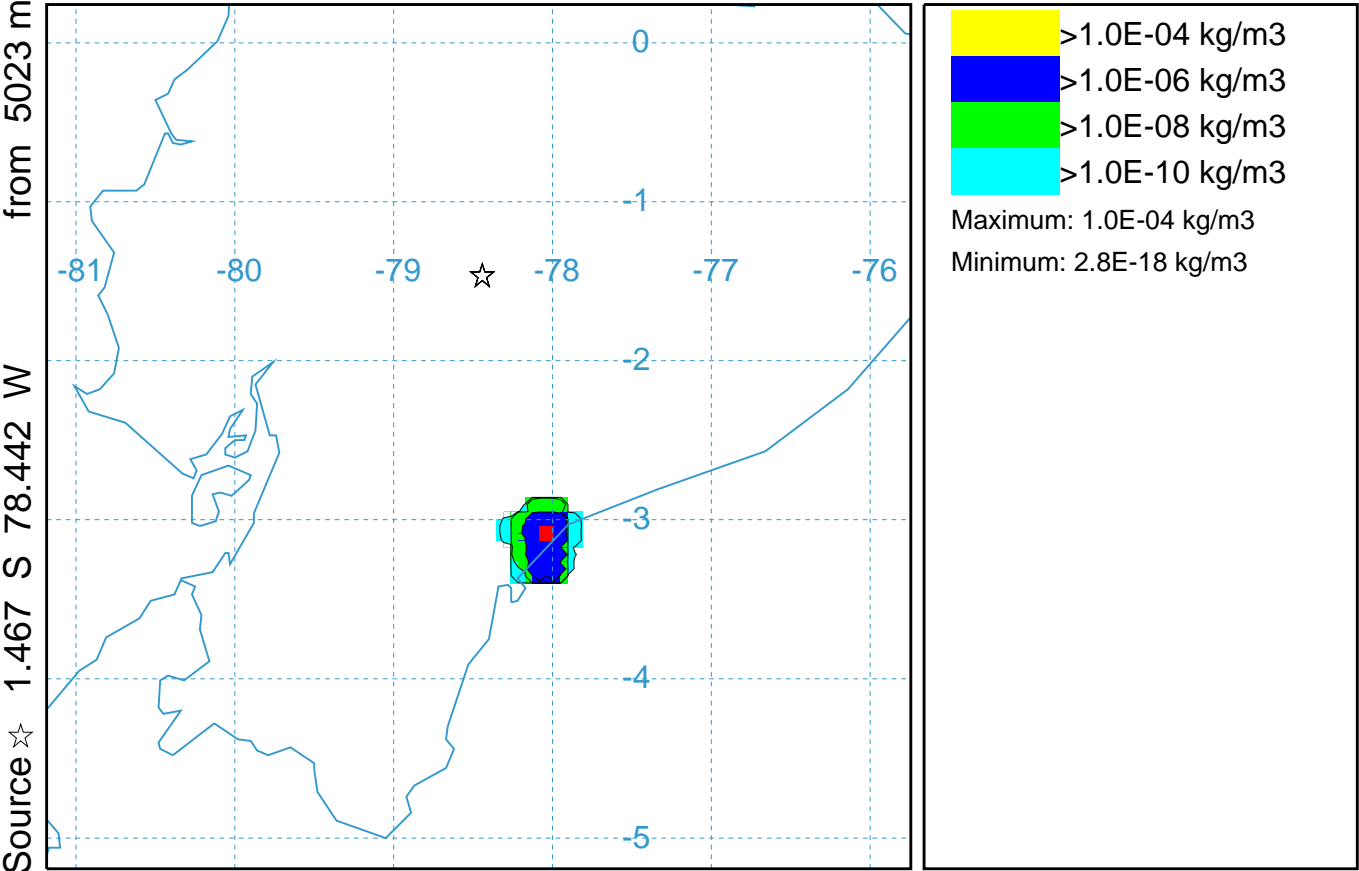 Source ☆ 1.467 S 78.442 W from 5023 m
0
-1
-81 -80 -79 -78 -77 -76
-2
-3
-4
-5
>1.0E-04 kg/m3
>1.0E-06 kg/m3
>1.0E-08 kg/m3
>1.0E-10 kg/m3
Maximum: 1.0E-04 kg/m3
Minimum: 2.8E-18 kg/m3